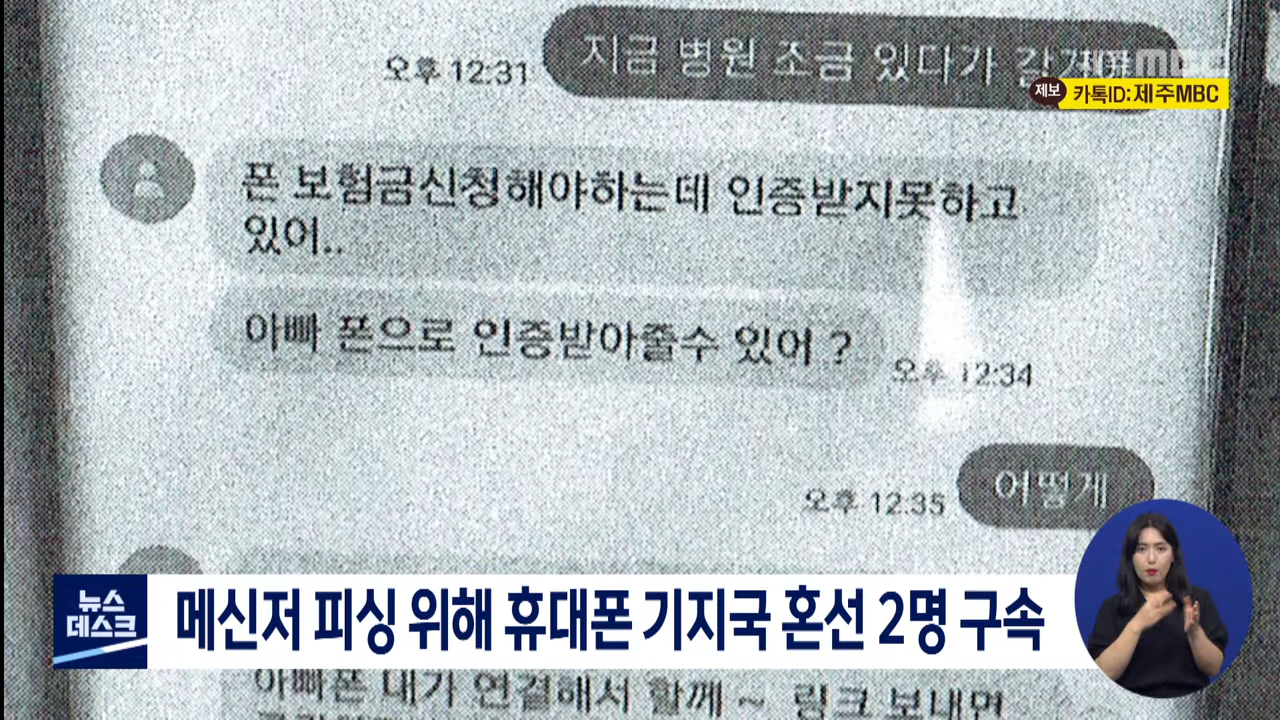 오후 12:31
지금 병원 조금 있다가
제보 카톡ID:제주MBC
폰 보험금신청해야하는데 인증받지못하고
있어..
아빠 폰으로 인증받아줄수 있어 ?
오후 12:34
어떻게
오후 12:35
뉴스
데스크
메신저 피싱 위해 휴대폰 기지국 혼선 2명 구속
아빠폰 내가 연결해서 할께 ~ 링크 보내면